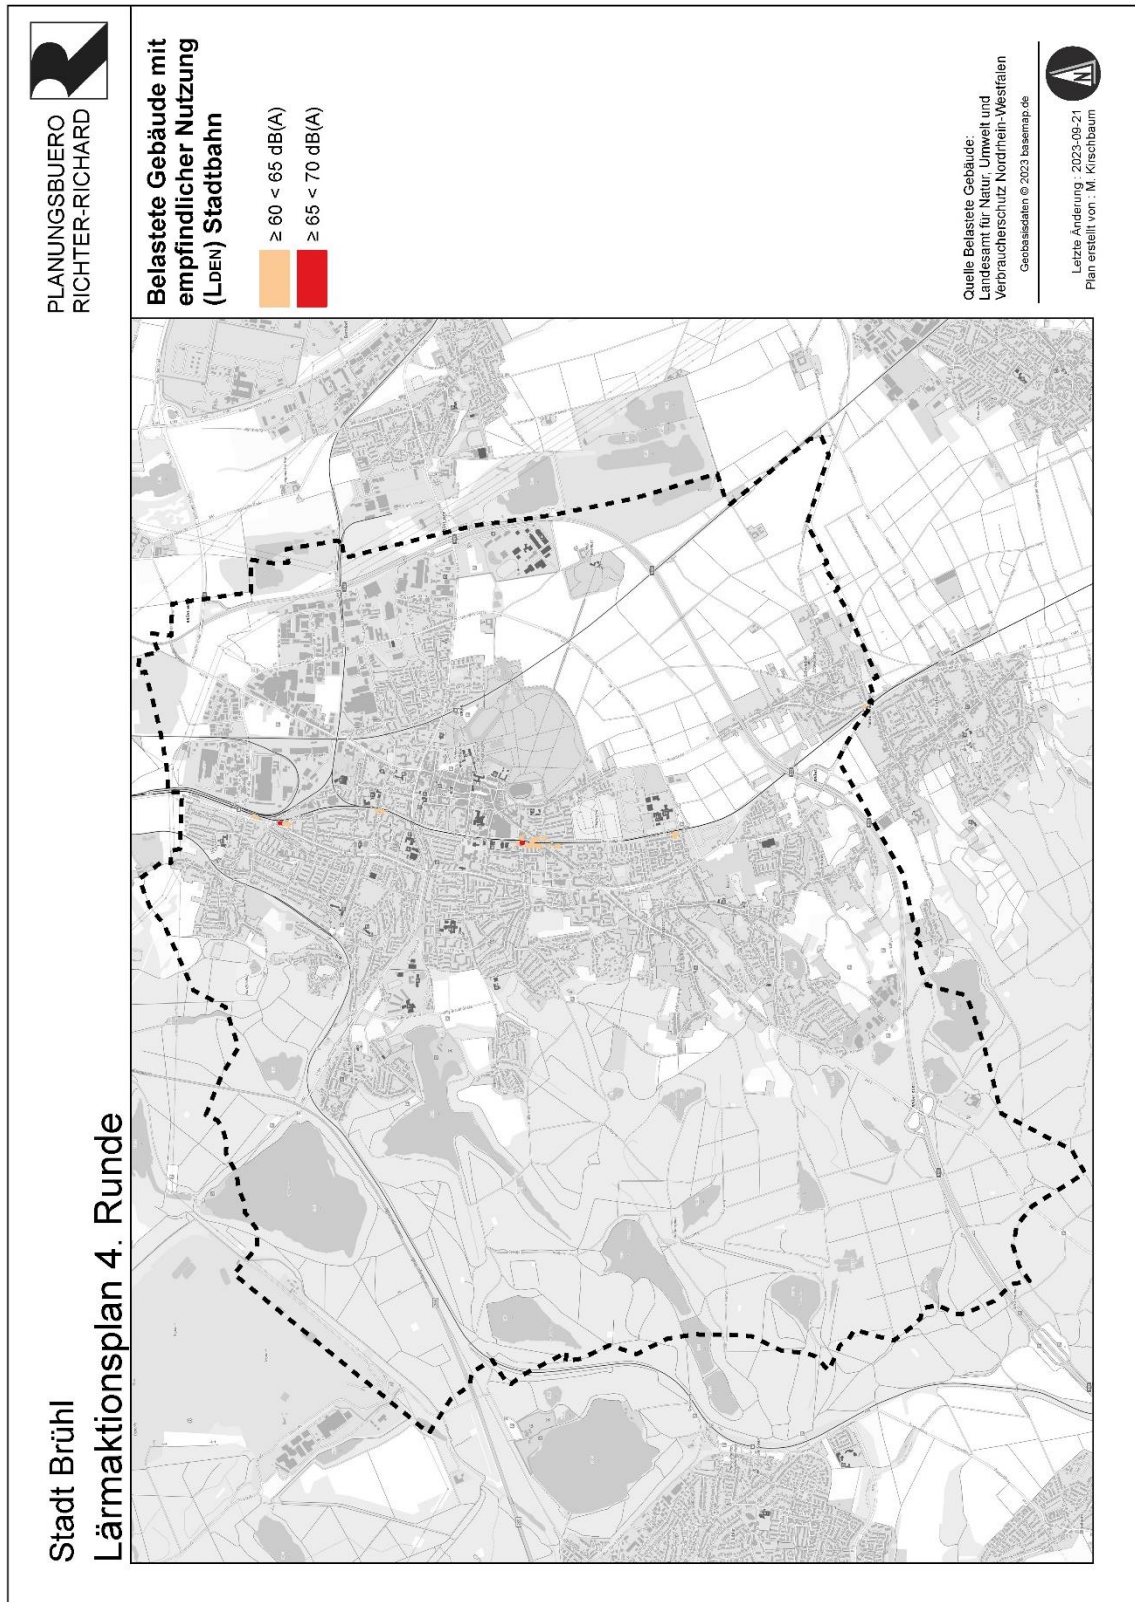 Stadt Brühl
Lärmaktionsplan 4. Runde
PLANUNGSBUERO
RICHTER-RICHARD
Belastete Gebäude mit
empfindlicher Nutzung
(LDEN) Stadtbahn
≥ 60 < 65 dB(A)
≥ 65 < 70 dB(A)
Quelle Belastete Gebäude:
Landesamt für Natur, Umwelt und
Verbraucherschutz Nordrhein-Westfalen
Geobasisdaten © 2023 basemap.de
N
Letzte Änderung : 2023-09-21
Plan erstellt von : M. Kirschbaum